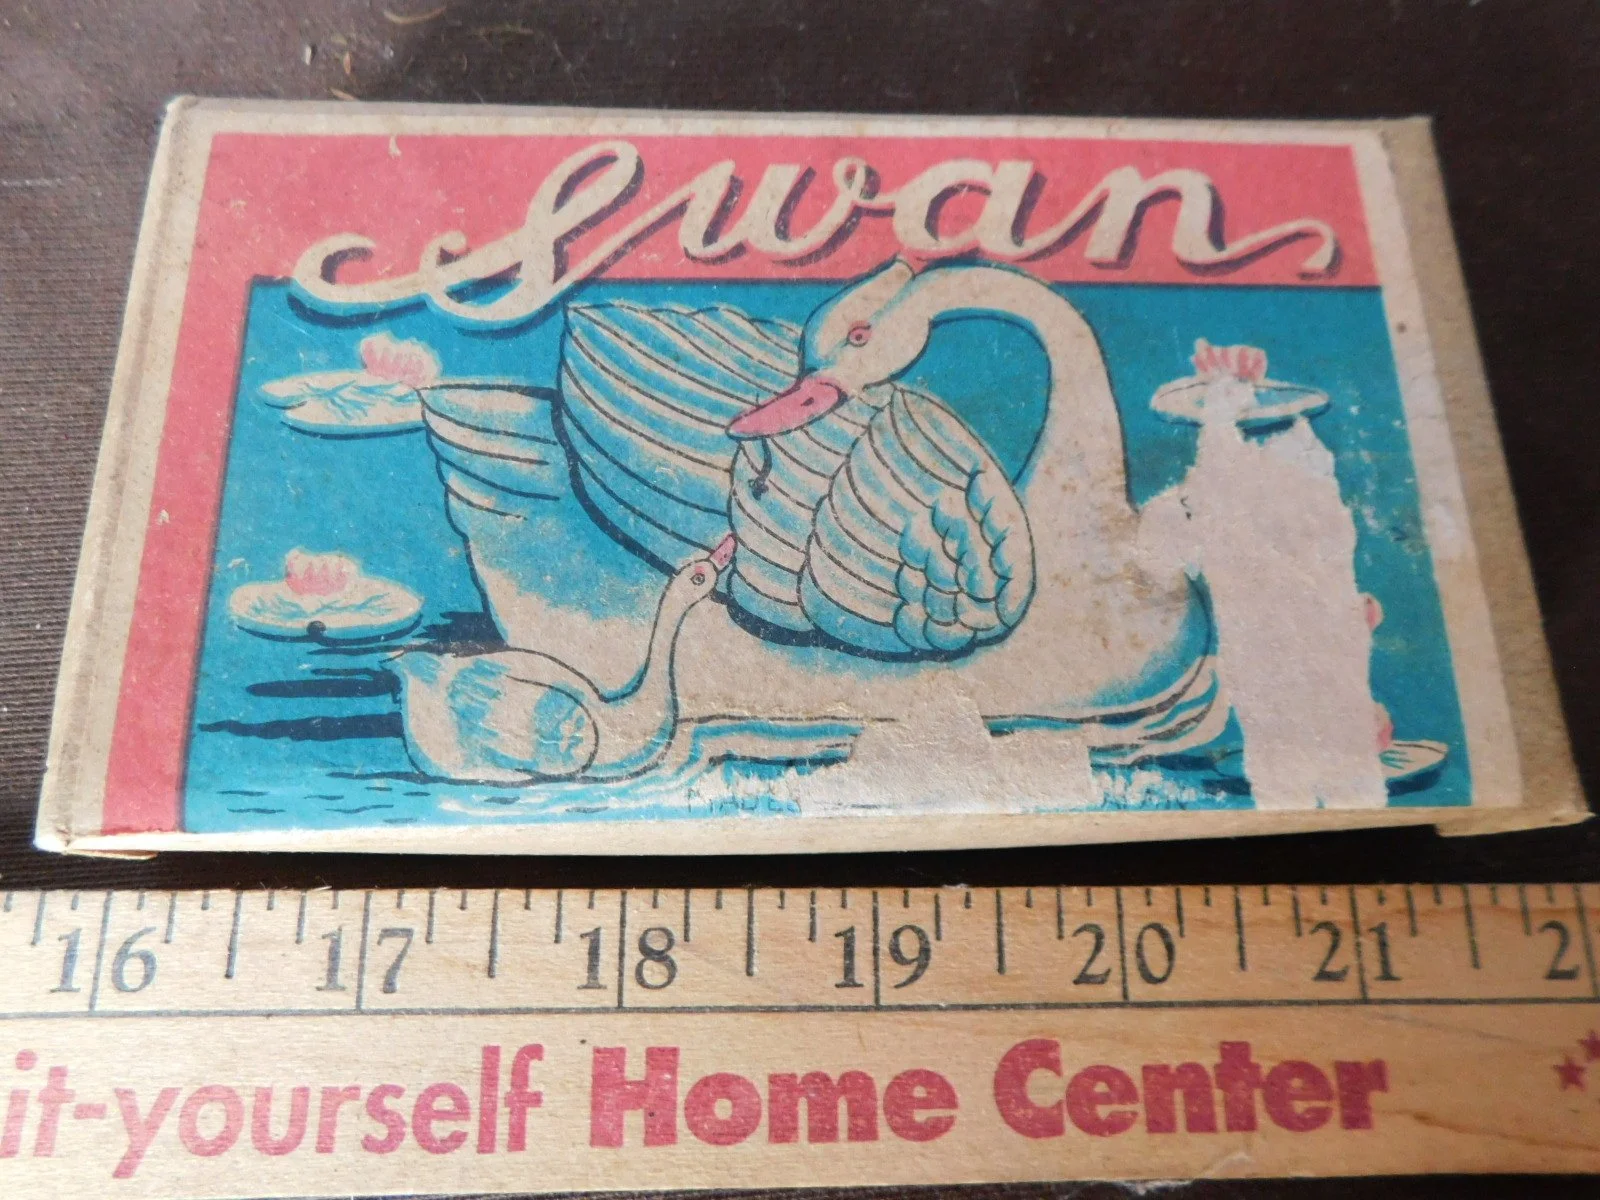 Swan
16 17 18 19 20 21 2
it-yourself Home Center